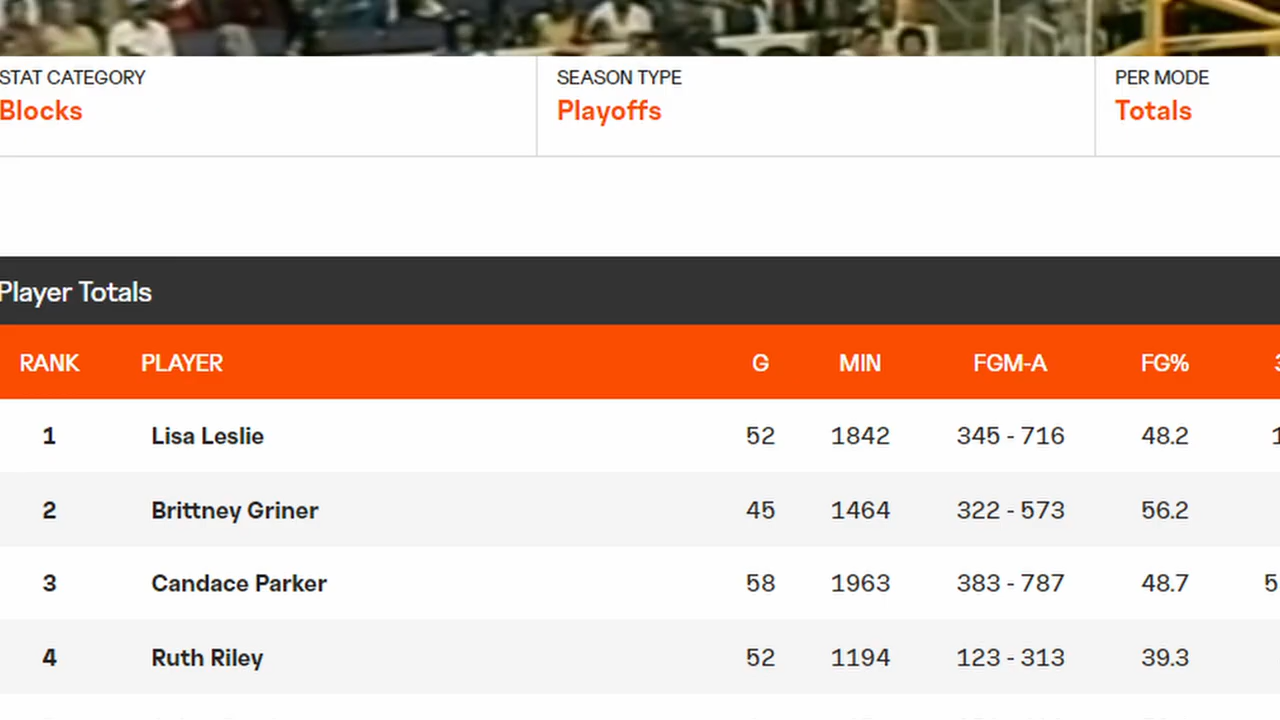 STAT CATEGORY SEASON TYPE PER MODE
Blocks Playoffs Totals
Player Totals
RANK PLAYER G MIN FGM-A FG%
1 Lisa Leslie 52 1842 345 - 716 48.2
2 Brittney Griner 45 1464 322 - 573 56.2
3 Candace Parker 58 1963 383 - 787 48.7
4 Ruth Riley 52 1194 123 - 313 39.3